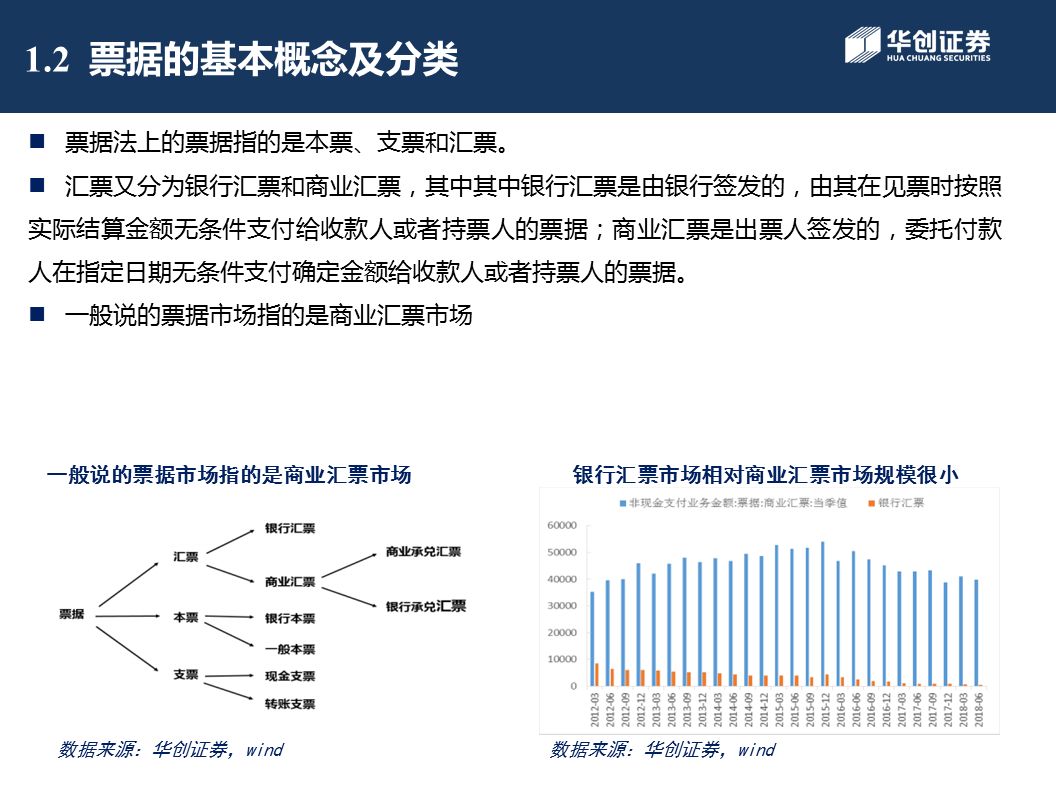 1.2 票据的基本概念及分类
华创证券
HUA CHUANG SECURITIES
■ 票据法上的票据指的是本票、支票和汇票。
■ 汇票又分为银行汇票和商业汇票，其中其中银行汇票是由银行签发的，由其在见票时按照
实际结算金额无条件支付给收款人或者持票人的票据；商业汇票是出票人签发的，委托付款
人在指定日期无条件支付确定金额给收款人或者持票人的票据。
■ 一般说的票据市场指的是商业汇票市场
一般说的票据市场指的是商业汇票市场
票据
汇票
本票
支票
银行汇票
商业汇票
银行本票
一般本票
现金支票
转账支票
商业承兑汇票
银行承兑汇票
数据来源：华创证券，wind
银行汇票市场相对商业汇票市场规模很小
非现金支付业务金额:票据:商业汇票:当季值 银行汇票
60000
50000
40000
30000
20000
10000
0
2012-03
2012-06
2012-09
2012-12
2013-03
2013-06
2013-09
2013-12
2014-03
2014-06
2014-09
2014-12
2015-03
2015-06
2015-09
2015-12
2016-03
2016-06
2016-09
2016-12
2017-03
2017-06
2017-09
2017-12
2018-03
2018-06
数据来源：华创证券，wind